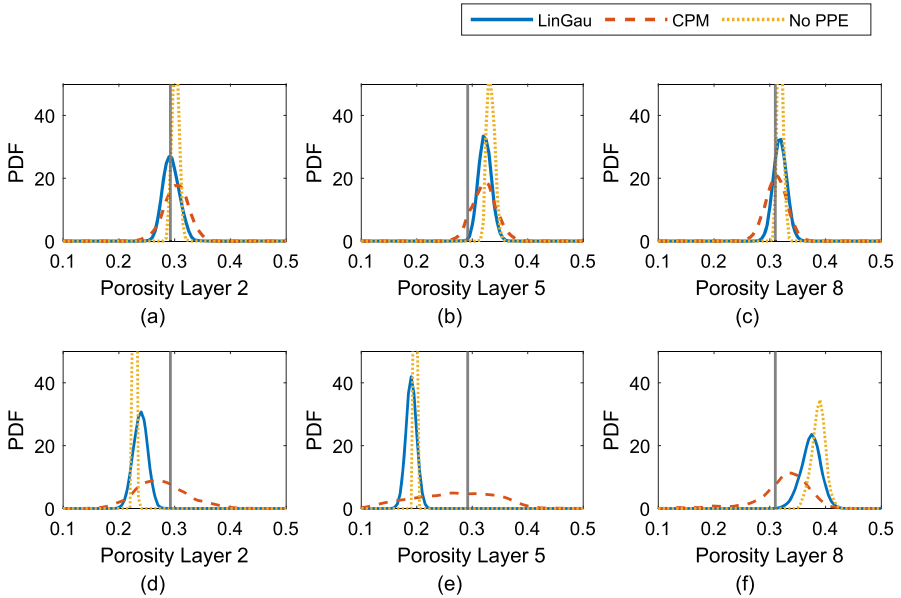 LinGau CPM No PPE
PDF
40
20
0
0.1 0.2 0.3 0.4 0.5
Porosity Layer 2
(a)
PDF
40
20
0
0.1 0.2 0.3 0.4 0.5
Porosity Layer 5
(b)
PDF
40
20
0
0.1 0.2 0.3 0.4 0.5
Porosity Layer 8
(c)
PDF
40
20
0
0.1 0.2 0.3 0.4 0.5
Porosity Layer 2
(d)
PDF
40
20
0
0.1 0.2 0.3 0.4 0.5
Porosity Layer 5
(e)
PDF
40
20
0
0.1 0.2 0.3 0.4 0.5
Porosity Layer 8
(f)